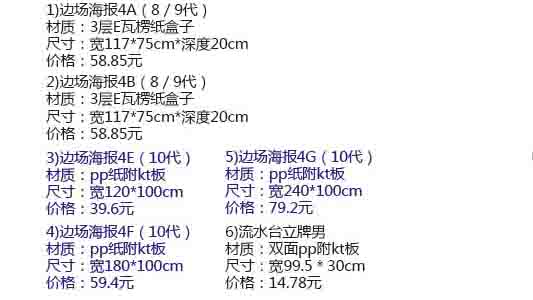 1)边场海报4A（8 / 9代）
材质：3层E瓦楞纸盒子
尺寸：宽117*75cm*深度20cm
价格：58.85元
2)边场海报4B（8 / 9代）
材质：3层E瓦楞纸盒子
尺寸：宽117*75cm*深度20cm
价格：58.85元
3)边场海报4E（10代）
材质：pp纸附kt板
尺寸：宽120*100cm
价格：39.6元
4)边场海报4F（10代）
材质：pp纸附kt板
尺寸：宽180*100cm
价格：59.4元
5)边场海报4G（10代）
材质：pp纸附kt板
尺寸：宽240*100cm
价格：79.2元
6)流水台立牌男
材质：双面pp附kt板
尺寸：宽99.5 * 30cm
价格：14.78元